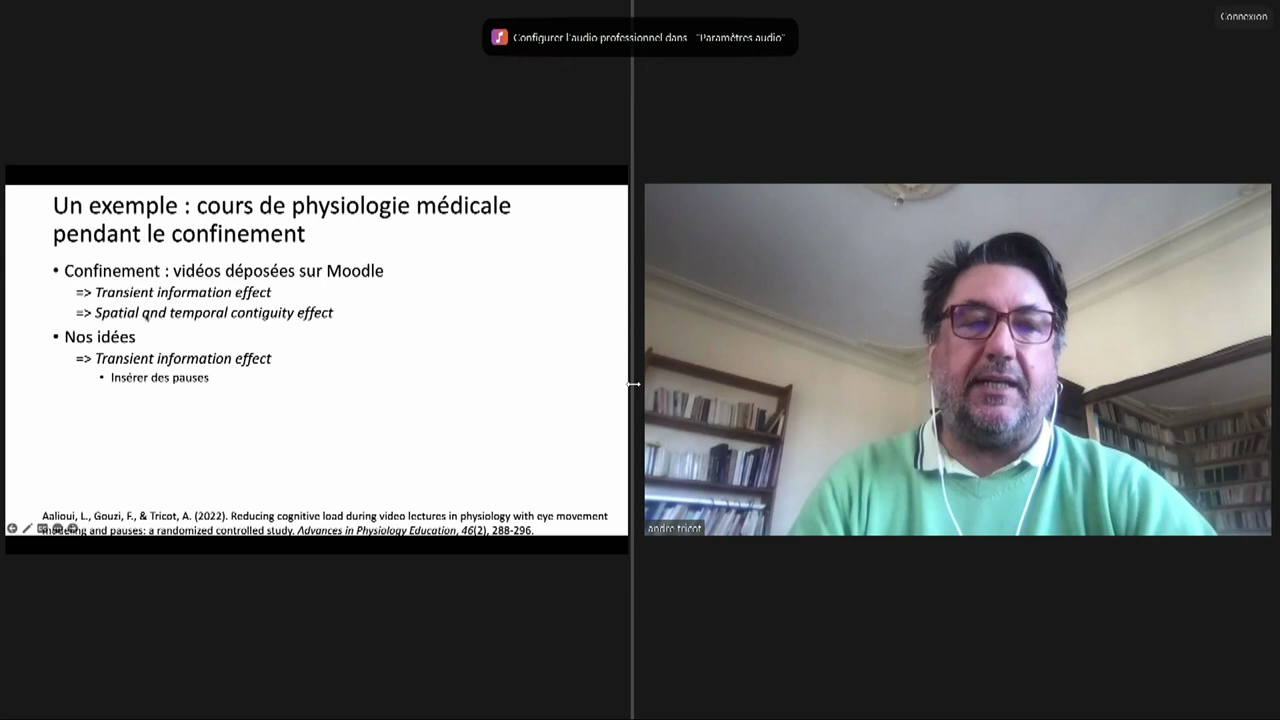 Connexion
Configurer l'audio professionnel dans "Paramètres audio"
Un exemple : cours de physiologie médicale
pendant le confinement
• Confinement : vidéos déposées sur Moodle
=> Transient information effect
=> Spatial qnd temporal contiguity effect
• Nos idées
=> Transient information effect
• Insérer des pauses
Aalioui, L., Gouzi, F., & Tricot, A. (2022). Reducing cognitive load during video lectures in physiology with eye movement
modeling and pauses: a randomized controlled study. Advances in Physiology Education, 46(2), 288-296.
andre tricot